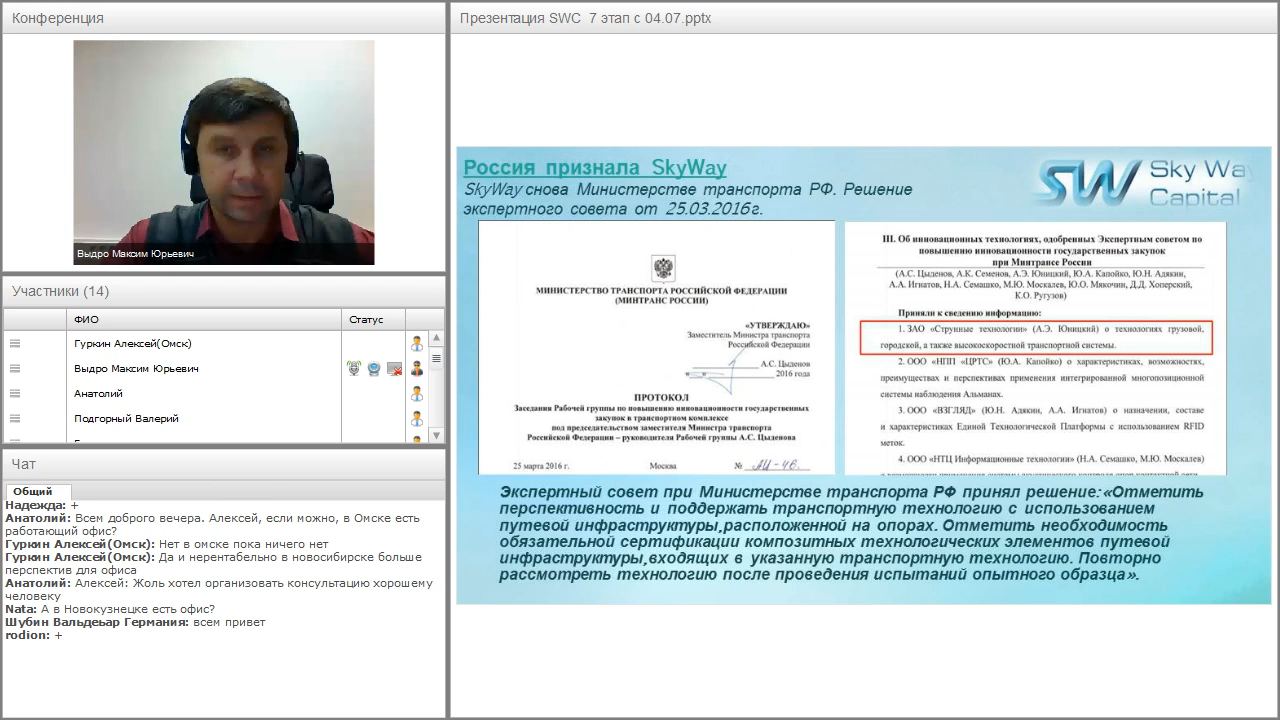 Конференция
Выдро Максим Юрьевич
Участники (14)
ФИО
Статус
Гуркин Алексей(Омск)
Выдро Максим Юрьевич
Анатолий
Подгорный Валерий
Чат
Общий
Надежда: +
Анатолий: Всем доброго вечера. Алексей, если можно, в Омске есть
работающий офис?
Гуркин Алексей(Омск): Нет в омске пока ничего нет
Гуркин Алексей(Омск): Да и нерентабельно в новосибирске больше
перспектив для офиса
Анатолий: Алексей: Жоль хотел организовать консультацию хорошему
человеку
Nata: А в Новокузнецке есть офис?
Шубин Вальдеьар Германия: всем привет
rodion: +
Презентация SWC 7 этап с 04.07.pptx
Россия признала SkyWay
SkyWay снова Министерстве транспорта РФ. Решение
экспертного совета от 25.03.2016г.
SW Sky Way
Capital
МИНИСТЕРСТВО ТРАНСПОРТА РОССИЙСКОЙ ФЕДЕРАЦИИ
(МИНТРАНС РОССИИ)
«УТВЕРЖДАЮ»
Заместитель Министра транспорта
Российской Федерации
А.С. Цыденов
2016 года
ПРОТОКОЛ
Заседания Рабочей группы по повышению инновационности государственных
закупок в транспортном комплексе
под председательством заместителя Министра транспорта
Российской Федерации – руководителя Рабочей группы А.С. Цыденова
25 марта 2016 г. Москва № АЦ-46.
III. Об инновационных технологиях, одобренных Экспертным советом по
повышению инновационности государственных закупок
при Минтрансе России
(А.С. Цыденов, А.К. Семенов, А.Э. Юницкий, Ю.А. Капойко, Ю.Н. Адякин,
А.А. Игнатов, Н.А. Семашко, М.Ю. Москалев, Ю.О. Мякочин, Д.Д. Хоперский,
К.О. Ругузов)
Приняли к сведению информацию:
1. ЗАО «Струнные технологии» (А.Э. Юницкий) о технологиях грузовой,
городской, а также высокоскоростной транспортной системы.
2. ООО «НПП «ЦРТС» (Ю.А. Капойко) о характеристиках, возможностях,
преимуществах и перспективах применения интегрированной многопозиционной
системы наблюдения Альманах.
3. ООО «ВЗГЛЯД» (Ю.Н. Адякин, А.А. Игнатов) о назначении, составе
и характеристиках Единой Технологической Платформы с использованием RFID
меток.
4. ООО «НТЦ Информационные технологии» (Н.А. Семашко, М.Ю. Москалев)
Экспертный совет при Министерстве транспорта РФ принял решение:«Отметить
перспективность и поддержать транспортную технологию с использованием
путевой инфраструктуры,расположенной на опорах. Отметить необходимость
обязательной сертификации композитных технологических элементов путевой
инфраструктуры,входящих в указанную транспортную технологию. Повторно
рассмотреть технологию после проведения испытаний опытного образца».